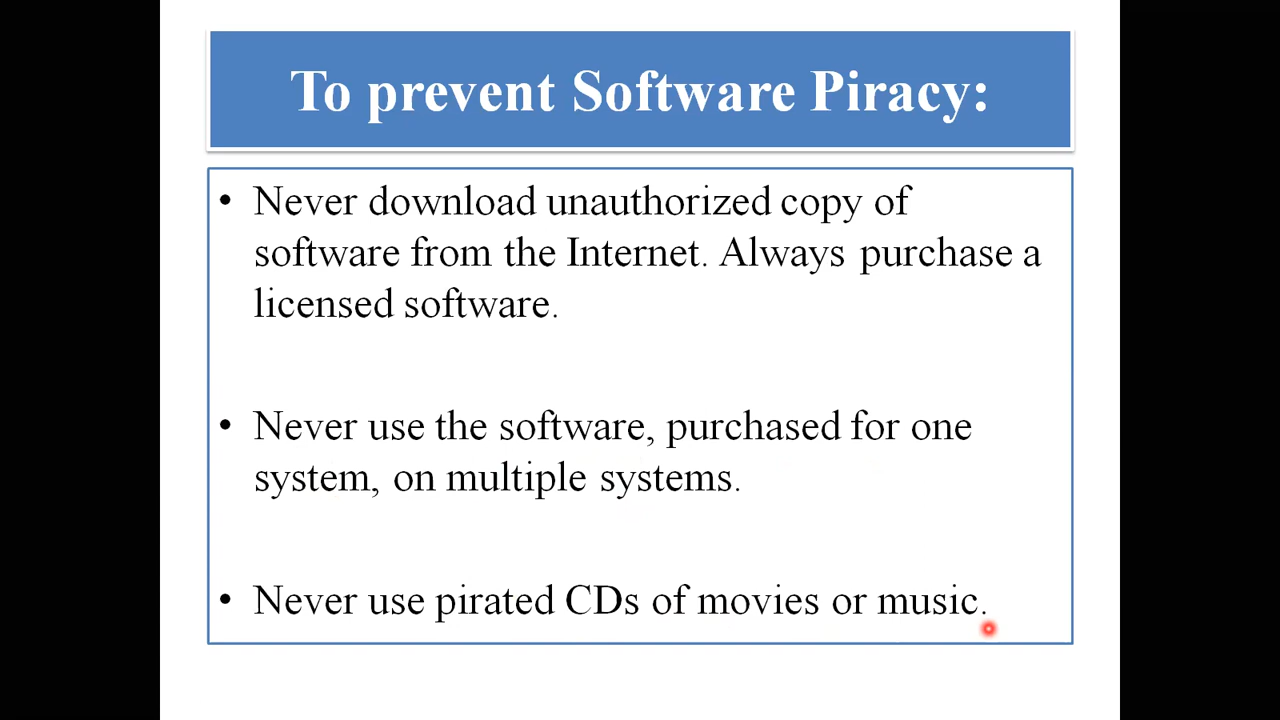 To prevent Software Piracy:
• Never download unauthorized copy of
software from the Internet. Always purchase a
licensed software.
• Never use the software, purchased for one
system, on multiple systems.
• Never use pirated CDs of movies or music.